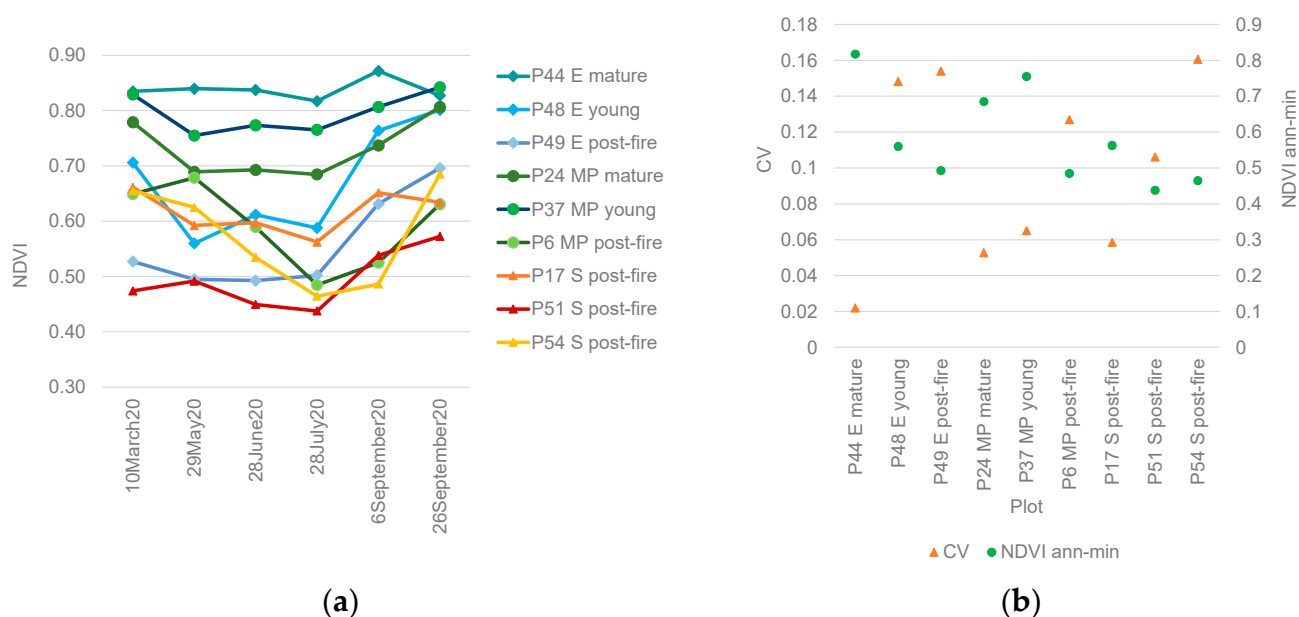 0.90
0.80
0.70
0.60
0.50
0.40
0.30
NDVI
10March20
29May20
28June20
28July20
6September20
26September20
P44 E mature
P48 E young
P49 E post-fire
P24 MP mature
P37 MP young
P6 MP post-fire
P17 S post-fire
P51 S post-fire
P54 S post-fire
(a)
0.18
0.16
0.14
0.12
0.1
0.08
0.06
0.04
0.02
0
CV
0.9
0.8
0.7
0.6
0.5
0.4
0.3
0.2
0.1
0
NDVI ann-min
P44 E mature
P48 E young
P49 E post-fire
P24 MP mature
P37 MP young
P6 MP post-fire
P17 S post-fire
P51 S post-fire
P54 S post-fire
Plot
CV
NDVI ann-min
(b)